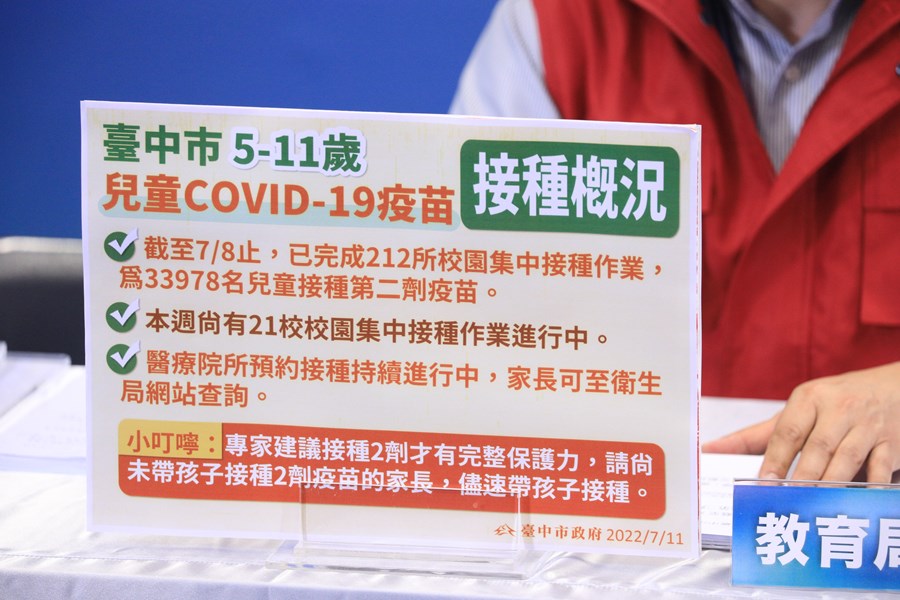 臺中市 5-11歲
兒童COVID-19疫苗
接種概況
截至7/8止，已完成212所校園集中接種作業，
為33978名兒童接種第二劑疫苗。
本週尚有21校校園集中接種作業進行中。
醫療院所預約接種持續進行中，家長可至衛生
局網站查詢。
小叮嚀：專家建議接種2劑才有完整保護力，請尚
未帶孩子接種2劑疫苗的家長，儘速帶孩子接種。
臺中市政府 2022/7/11
教育局